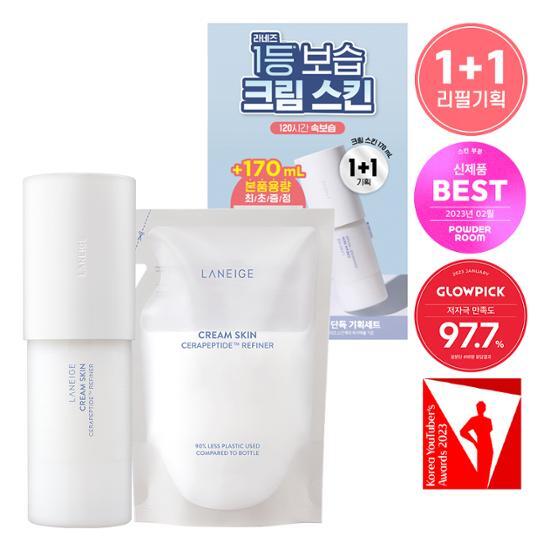 라네즈
1등 보습
크림 스킨
120시간 속보습
+170mL
본품용량
최/초/증/점
크림 스킨 170 mL
1+1
기획
단독 기획세트
1+1
리필기획
스킨 부문
신제품
BEST
2023년 02월
POWDER
ROOM
2023 JANUARY
GLOWPICK
저자극 만족도
97.7%
Korea YouTuber's
Awards 2023
LANEIGE
LANEIGE
CREAM SKIN
CERAPEPTIDE™ REFINER
LANEIGE
CREAM SKIN
CERAPEPTIDE™ REFINER
90% LESS PLASTIC USED
COMPARED TO BOTTLE